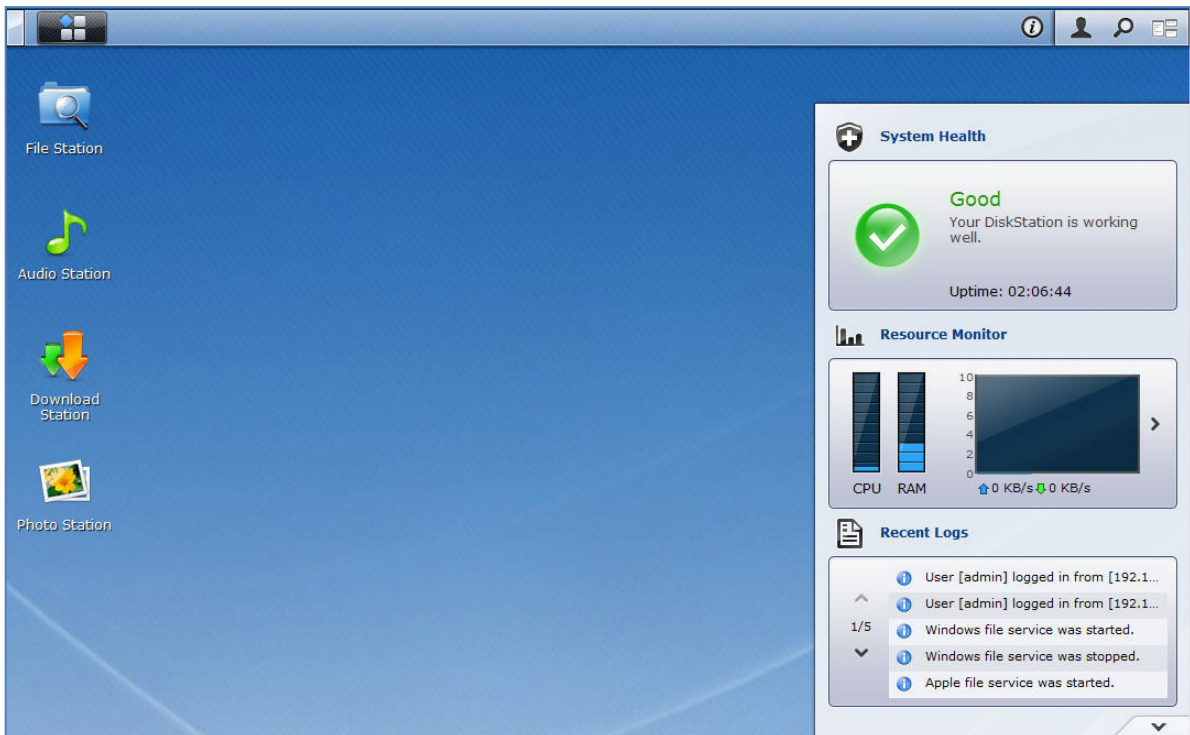 File Station
Audio Station
Download
Station
Photo Station
System Health
Good
Your DiskStation is working
well.
Uptime: 02:06:44
Resource Monitor
10
8
6
4
2
0
CPU RAM 0 KB/s 0 KB/s
Recent Logs
User [admin] logged in from [192.1...
User [admin] logged in from [192.1...
1/5
Windows file service was started.
Windows file service was stopped.
Apple file service was started.